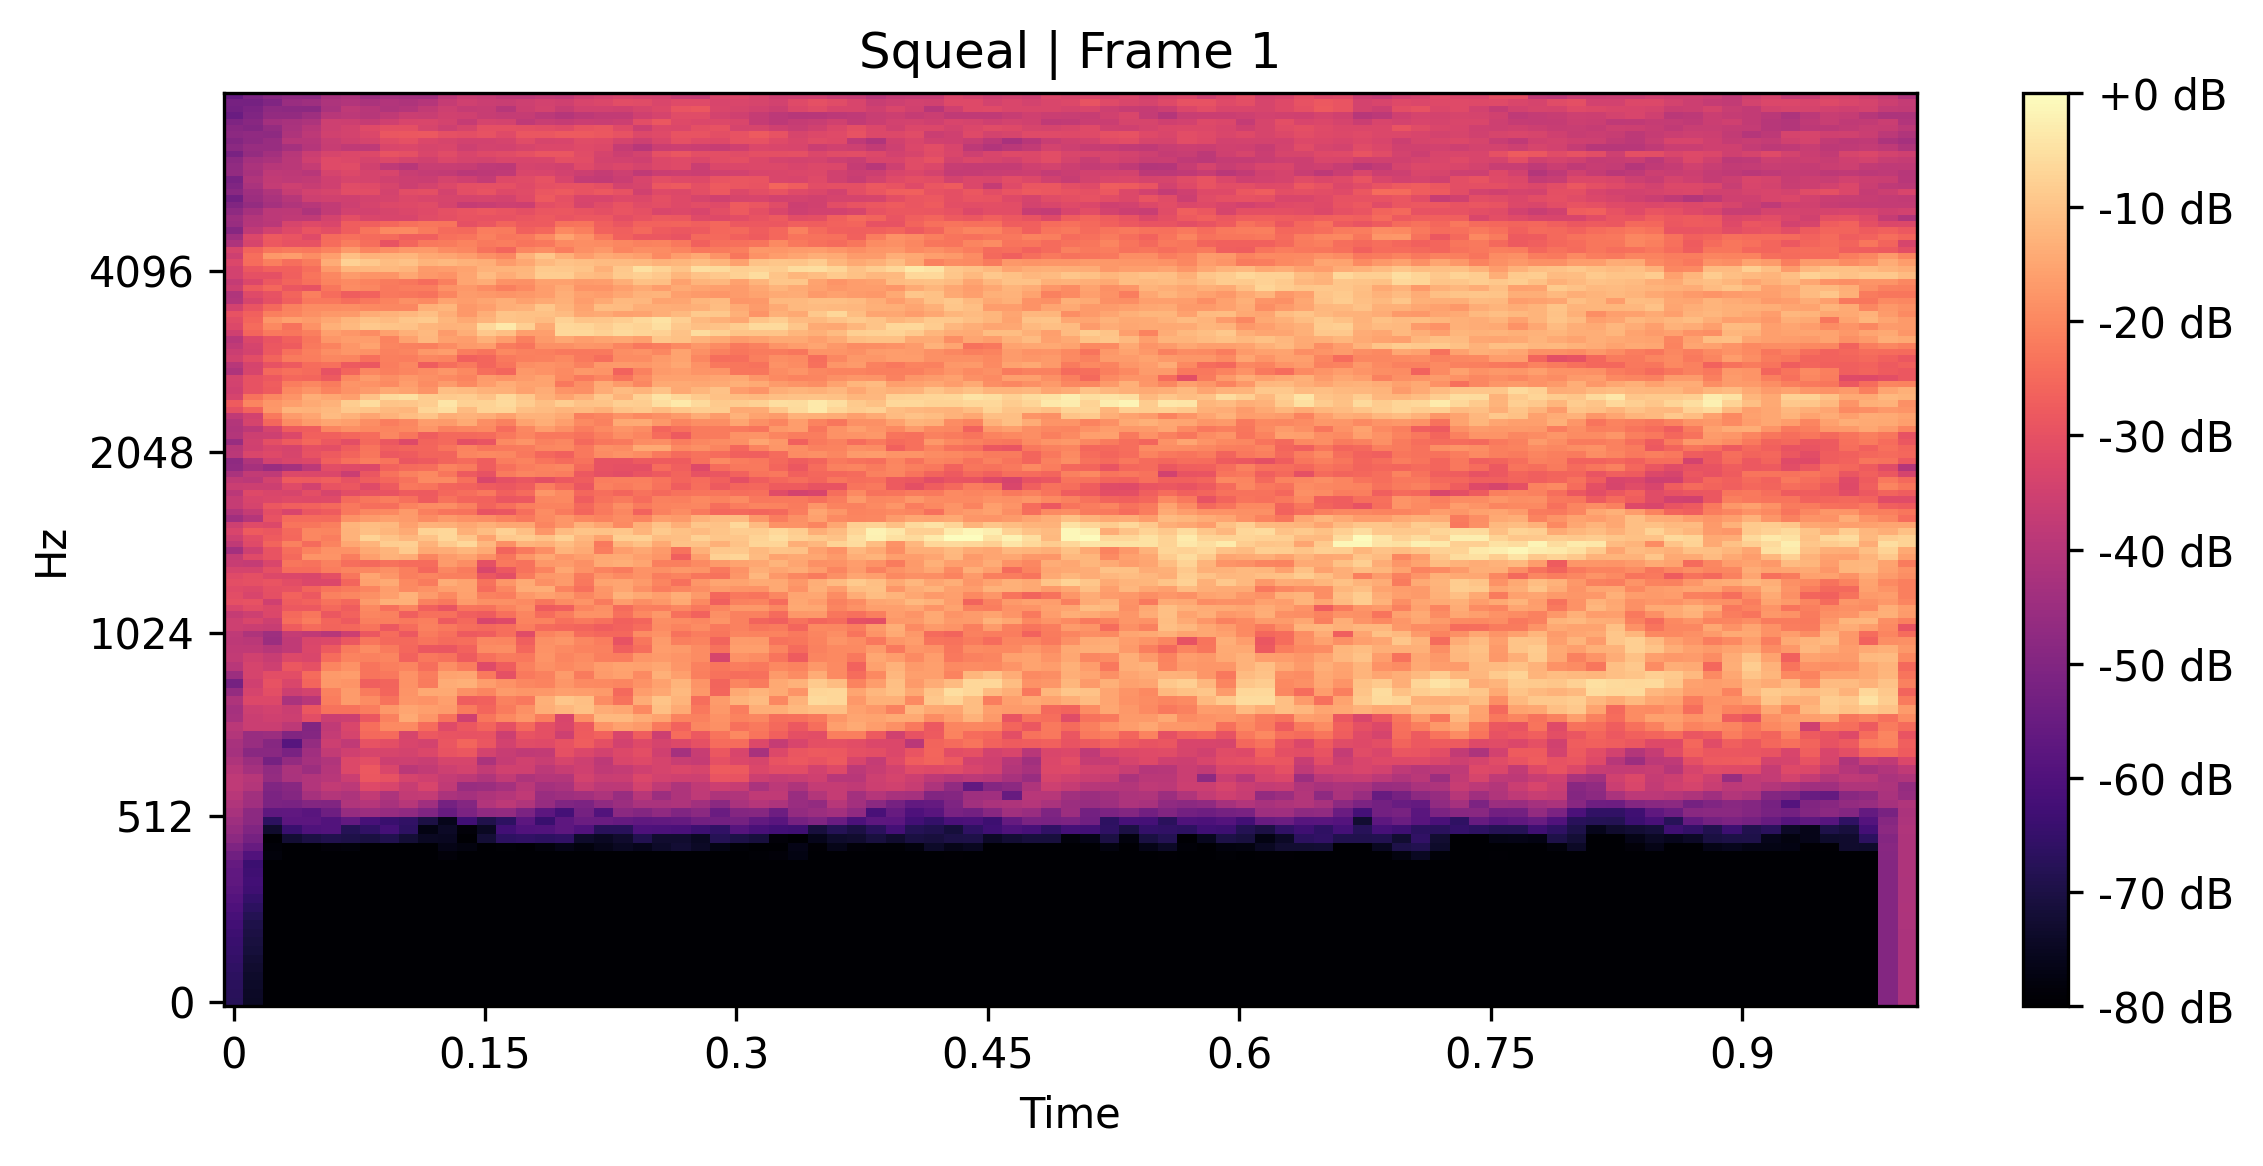 Squeal | Frame 1
+0 dB
-10 dB
-20 dB
-30 dB
-40 dB
-50 dB
-60 dB
-70 dB
-80 dB
Hz
4096
2048
1024
512
0
0 0.15 0.3 0.45 0.6 0.75 0.9
Time